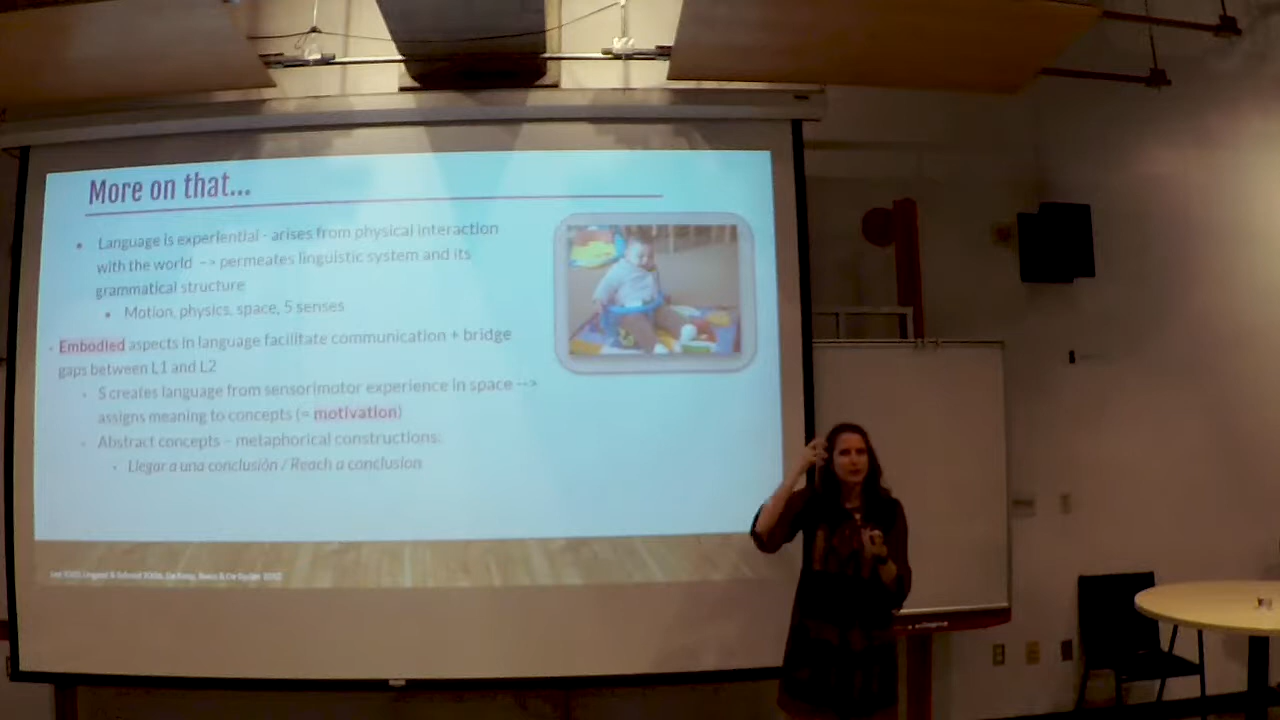 More on that...
• Language is experiential - arises from physical interaction
with the world --> permeates linguistic system and its
grammatical structure
• Motion, physics, space, 5 senses
- Embodied aspects in language facilitate communication + bridge
gaps between L1 and L2
- S creates language from sensorimotor experience in space -->
assigns meaning to concepts (= motivation)
- Abstract concepts – metaphorical constructions:
- Llegar a una conclusión / Reach a conclusion